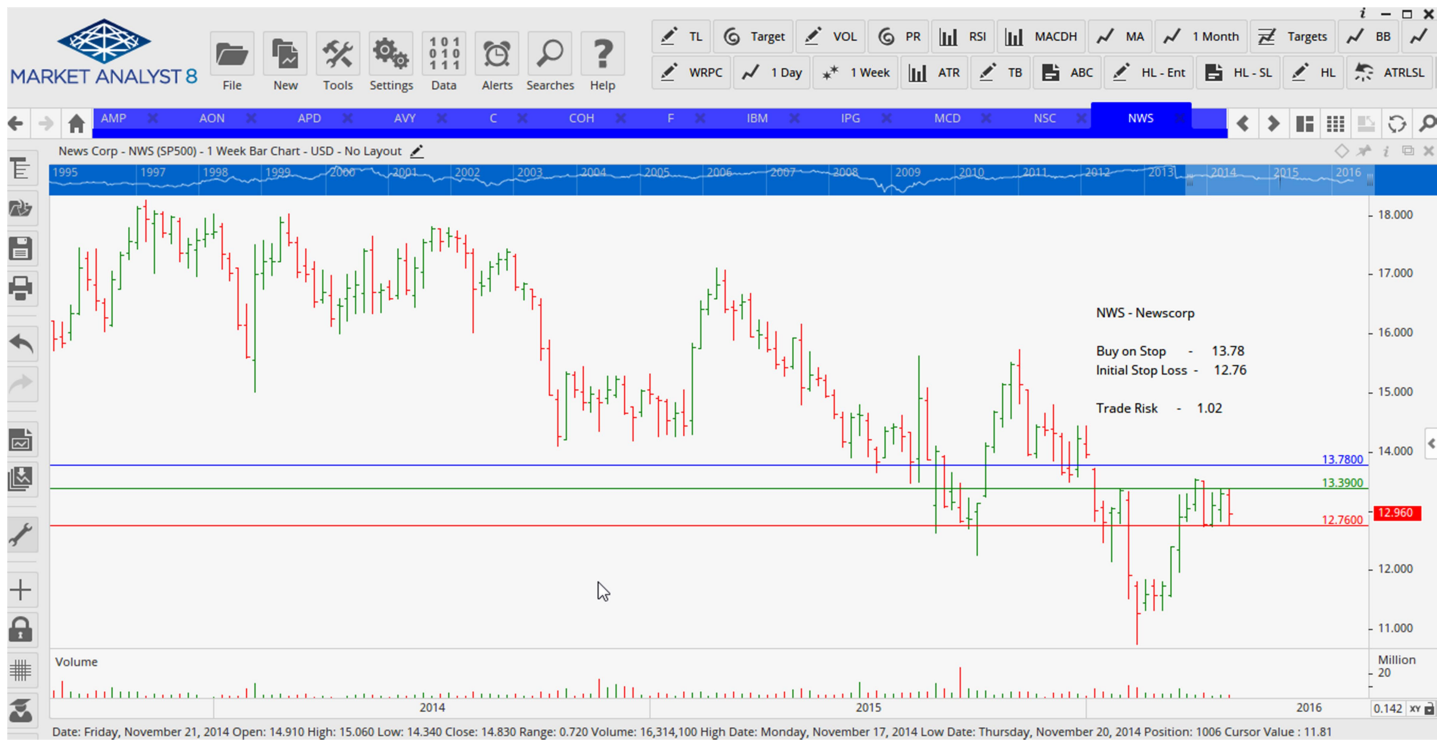 i
MARKET ANALYST 8
File New Tools Settings Data Alerts Searches Help
101
010
111
TL Target VOL PR RSI MACDH MA 1 Month Targets BB
WRPC 1 Day 1 Week ATR TB ABC HL - Ent HL - SL HL ATRLSL
AMP AON APD AVY C COH F IBM IPG MCD NSC NWS
News Corp - NWS (SP500) - 1 Week Bar Chart - USD - No Layout
1995 1997 1998 1999 2000 2001 2002 2003 2004 2005 2006 2007 2008 2009 2010 2011 2012 2013 2014 2015 2016
18.000
17.000
NWS - Newscorp
16.000
Buy on Stop - 13.78
Initial Stop Loss - 12.76
15.000
Trade Risk - 1.02
14.000
13.7800
13.3900
12.960
12.7600
12.000
11.000
Volume
Million
20
2014 2015 2016
0.142 XY
Date: Friday, November 21, 2014 Open: 14.910 High: 15.060 Low: 14.340 Close: 14.830 Range: 0.720 Volume: 16,314,100 High Date: Monday, November 17, 2014 Low Date: Thursday, November 20, 2014 Position: 1006 Cursor Value : 11.81